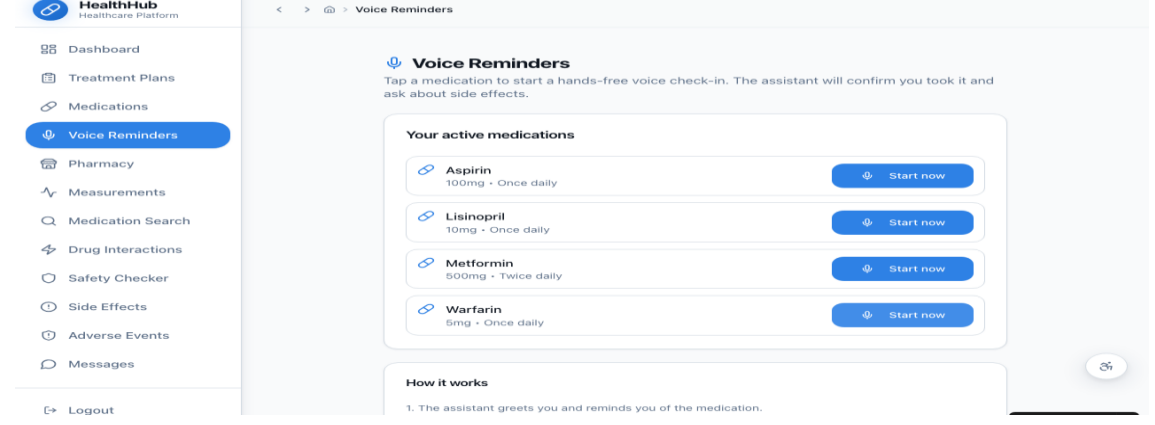 HealthHub
Healthcare Platform
Dashboard
Treatment Plans
Medications
Voice Reminders
Pharmacy
Measurements
Medication Search
Drug Interactions
Safety Checker
Side Effects
Adverse Events
Messages
Logout
< > > Voice Reminders
Voice Reminders
Tap a medication to start a hands-free voice check-in. The assistant will confirm you took it and
ask about side effects.
Your active medications
Aspirin
100mg • Once daily
Start now
Lisinopril
10mg • Once daily
Start now
Metformin
500mg • Twice daily
Start now
Warfarin
5mg • Once daily
Start now
How it works
1. The assistant greets you and reminds you of the medication.